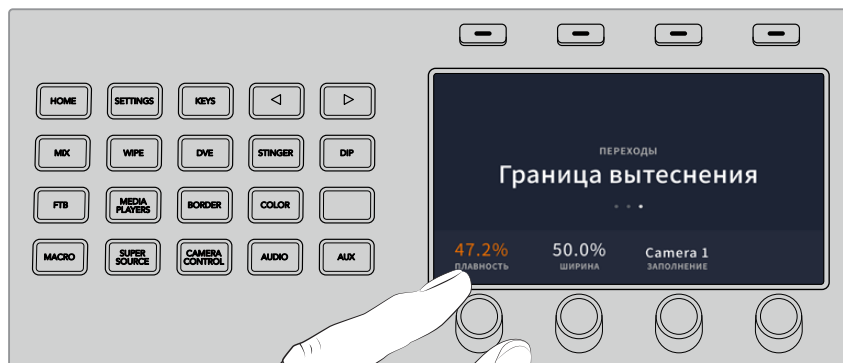 HOME SETTINGS KEYS
MIX WIPE DVE STINGER DIP
FTB MEDIA PLAYERS BORDER COLOR
MACRO SUPER SOURCE CAMERA CONTROL AUDIO AUX
ПЕРЕХОДЫ
Граница вытеснения
47.2% 50.0% Camera 1
ПЛАВНОСТЬ ШИРИНА ЗАПОЛНЕНИЕ